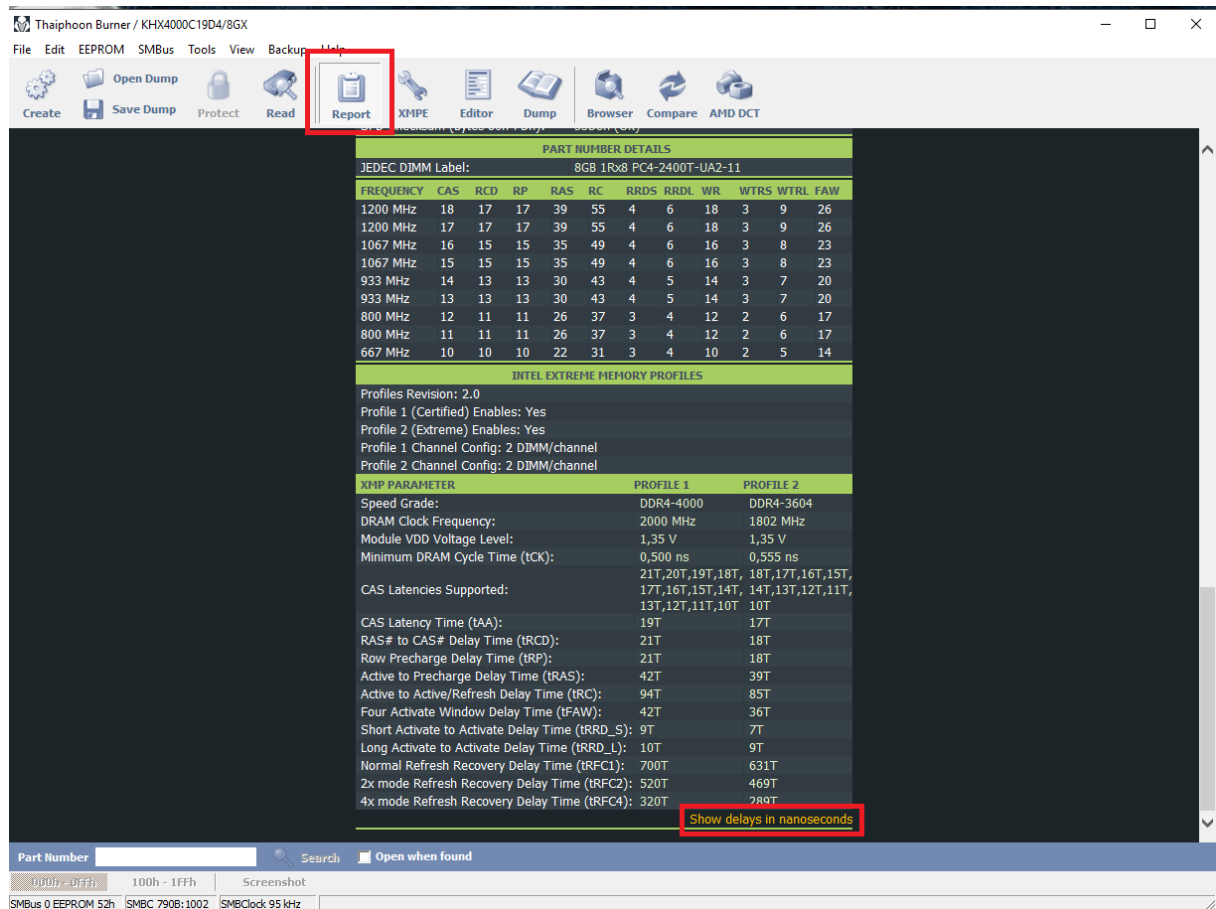 Thaiphoon Burner / KHX4000C19D4/8GX
File Edit EEPROM SMBus Tools View Backup Help
Create Open Dump Save Dump Protect Read Report XMPE Editor Dump Browser Compare AMD DCT
PART NUMBER DETAILS
JEDEC DIMM Label: 8GB 1Rx8 PC4-2400T-UA2-11
FREQUENCY CAS RCD RP RAS RC RRDS RRDL WR WTRS WTRL FAW
1200 MHz 18 17 17 39 55 4 6 18 3 9 26
1200 MHz 17 17 17 39 55 4 6 18 3 9 26
1067 MHz 16 15 15 35 49 4 6 16 3 8 23
1067 MHz 15 15 15 35 49 4 6 16 3 8 23
933 MHz 14 13 13 30 43 4 5 14 3 7 20
933 MHz 13 13 13 30 43 4 5 14 3 7 20
800 MHz 12 11 11 26 37 3 4 12 2 6 17
800 MHz 11 11 11 26 37 3 4 12 2 6 17
667 MHz 10 10 10 22 31 3 4 10 2 5 14
INTEL EXTREME MEMORY PROFILES
Profiles Revision: 2.0
Profile 1 (Certified) Enables: Yes
Profile 2 (Extreme) Enables: Yes
Profile 1 Channel Config: 2 DIMM/channel
Profile 2 Channel Config: 2 DIMM/channel
XMP PARAMETER PROFILE 1 PROFILE 2
Speed Grade: DDR4-4000 DDR4-3604
DRAM Clock Frequency: 2000 MHz 1802 MHz
Module VDD Voltage Level: 1,35 V 1,35 V
Minimum DRAM Cycle Time (tCK): 0,500 ns 0,555 ns
21T,20T,19T,18T, 18T,17T,16T,15T,
CAS Latencies Supported: 17T,16T,15T,14T, 14T,13T,12T,11T,
13T,12T,11T,10T 10T
CAS Latency Time (tAA): 19T 17T
RAS# to CAS# Delay Time (tRCD): 21T 18T
Row Precharge Delay Time (tRP): 21T 18T
Active to Precharge Delay Time (tRAS): 42T 39T
Active to Active/Refresh Delay Time (tRC): 94T 85T
Four Activate Window Delay Time (tFAW): 42T 36T
Short Activate to Activate Delay Time (tRRD_S): 9T 7T
Long Activate to Activate Delay Time (tRRD_L): 10T 9T
Normal Refresh Recovery Delay Time (tRFC1): 700T 631T
2x mode Refresh Recovery Delay Time (tRFC2): 520T 469T
4x mode Refresh Recovery Delay Time (tRFC4): 320T 289T
Show delays in nanoseconds
Part Number Search Open when found
000h - 0FFh 100h - 1FFh Screenshot
SMBus 0 EEPROM 52h SMBC 790B:1002 SMBClock 95 kHz